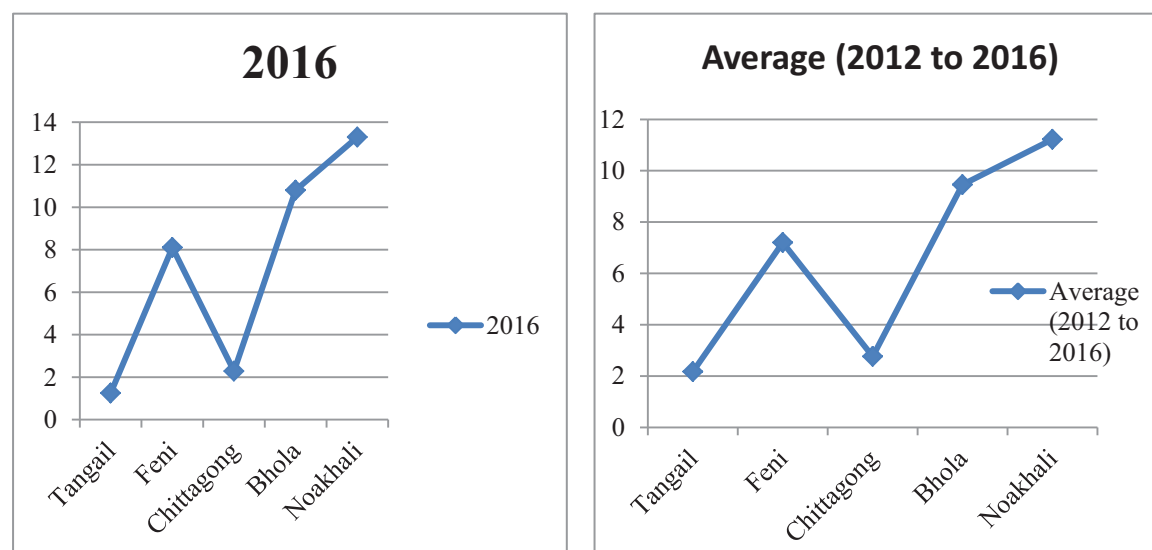 2016
14
12
10
8
6
4
2
0
Tangail
Feni
Chittagong
Bhola
Noakhali
2016
Average (2012 to 2016)
12
10
8
6
4
2
0
Tangail
Feni
Chittagong
Bhola
Noakhali
Average
(2012 to
2016)